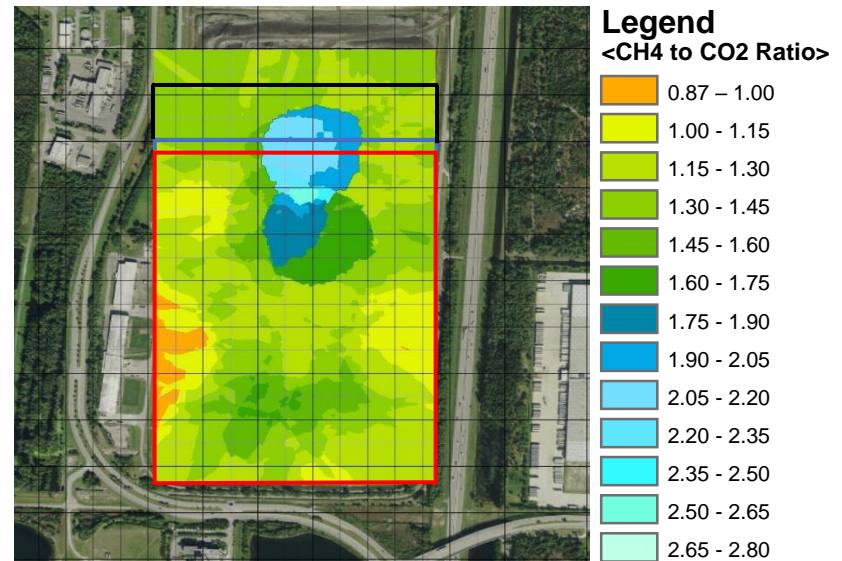 Legend
<CH4 to CO2 Ratio>
0.87 – 1.00
1.00 - 1.15
1.15 - 1.30
1.30 - 1.45
1.45 - 1.60
1.60 - 1.75
1.75 - 1.90
1.90 - 2.05
2.05 - 2.20
2.20 - 2.35
2.35 - 2.50
2.50 - 2.65
2.65 - 2.80